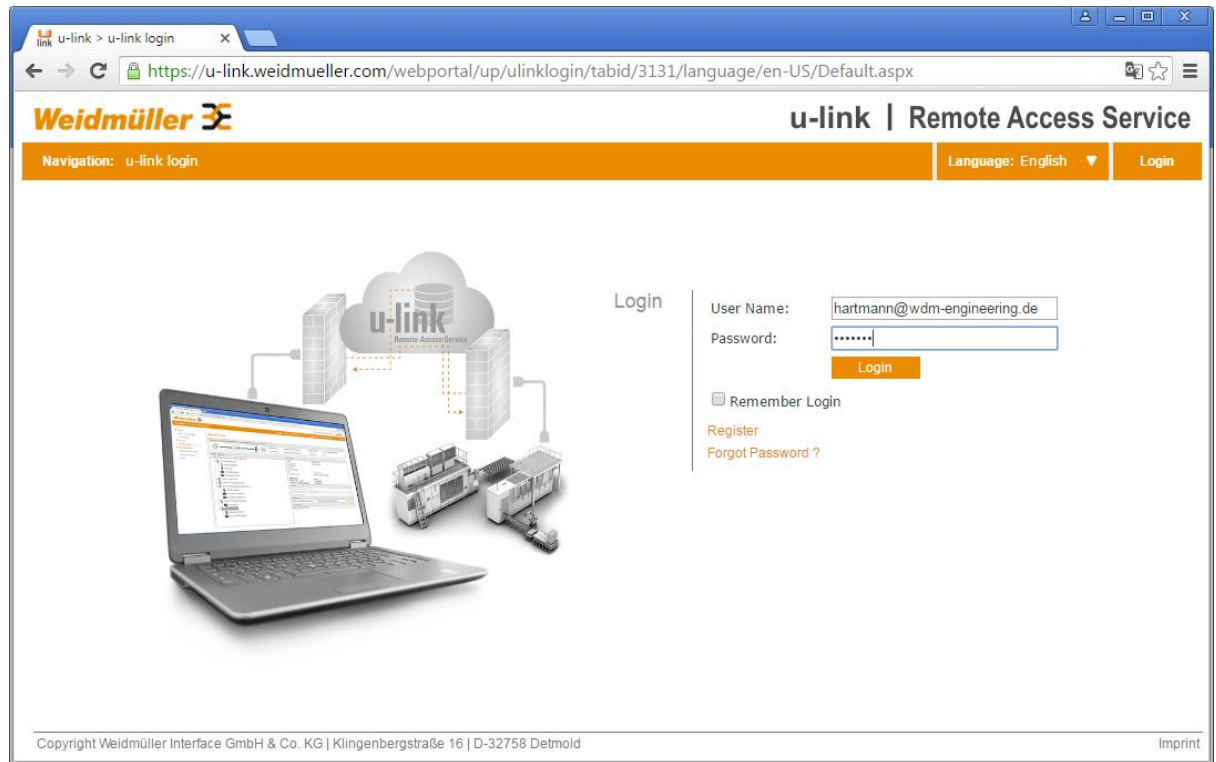 u-link > u-link login
https://u-link.weidmueller.com/webportal/up/ulinklogin/tabid/3131/language/en-US/Default.aspx
Weidmüller
u-link | Remote Access Service
Navigation: u-link login
Language: English ▼
Login
u-link
Remote Access Service
Login
User Name: hartmann@wdm-engineering.de
Password: •••••••
Login
Remember Login
Register
Forgot Password ?
Copyright Weidmüller Interface GmbH & Co. KG | Klingenbergstraße 16 | D-32758 Detmold
Imprint